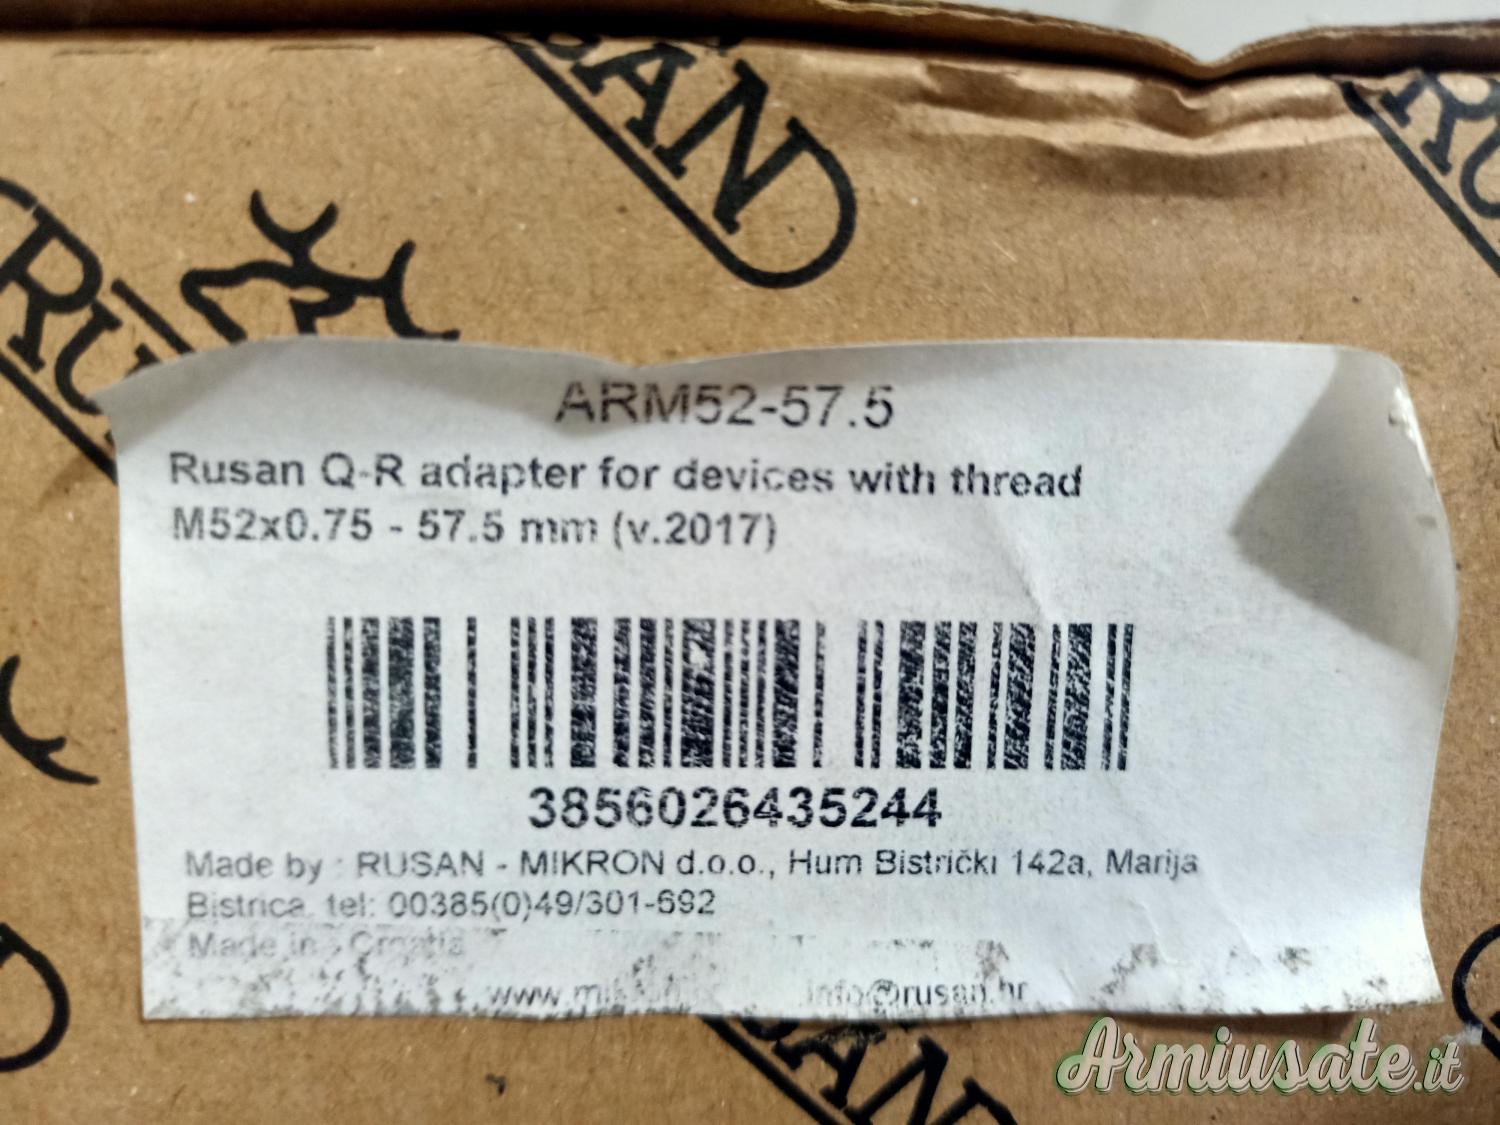 RUSAN
RUSAN
ARM52-57.5
Rusan Q-R adapter for devices with thread
M52x0.75 - 57.5 mm (v.2017)
3856026435244
Made by : RUSAN - MIKRON d.o.o., Hum Bistrički 142a, Marija
Bistrica, tel: 00385(0)49/301-692
Made in : Croatia
info@rusan.hr
Armiusate.it